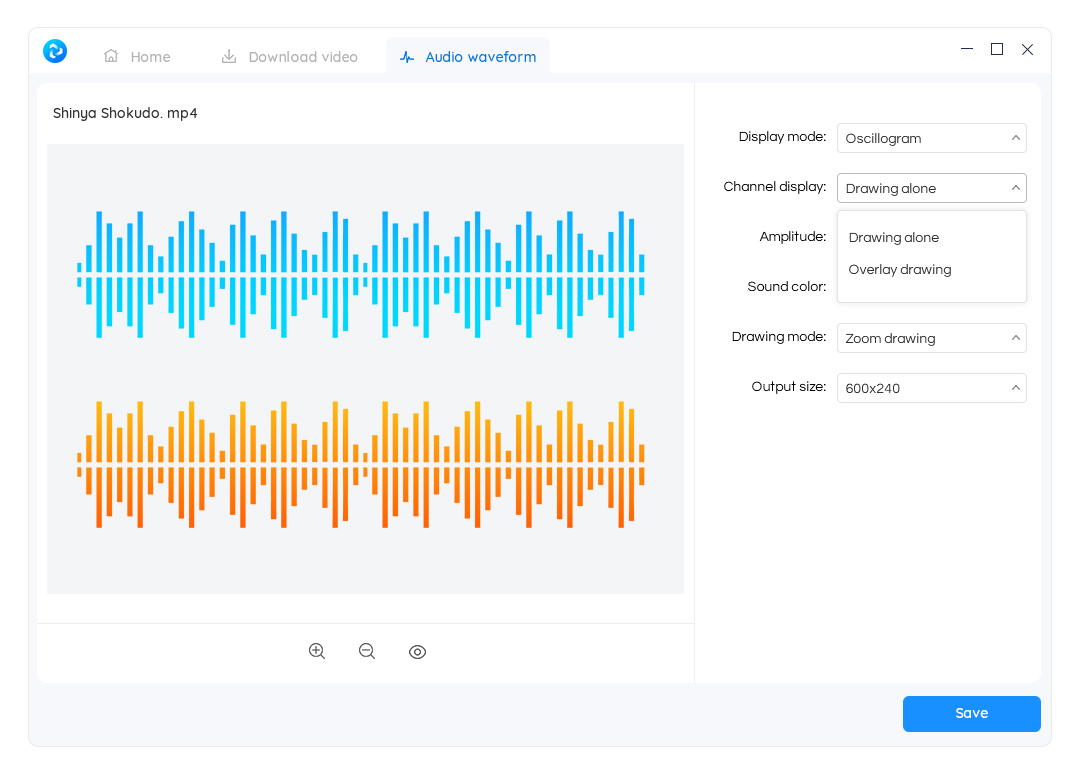 Home
Download video
Audio waveform
Shinya Shokudo. mp4
Display mode:
Oscillogram
Channel display:
Drawing alone
Amplitude:
Drawing alone
Overlay drawing
Sound color:
Drawing mode:
Zoom drawing
Output size:
600x240
Save